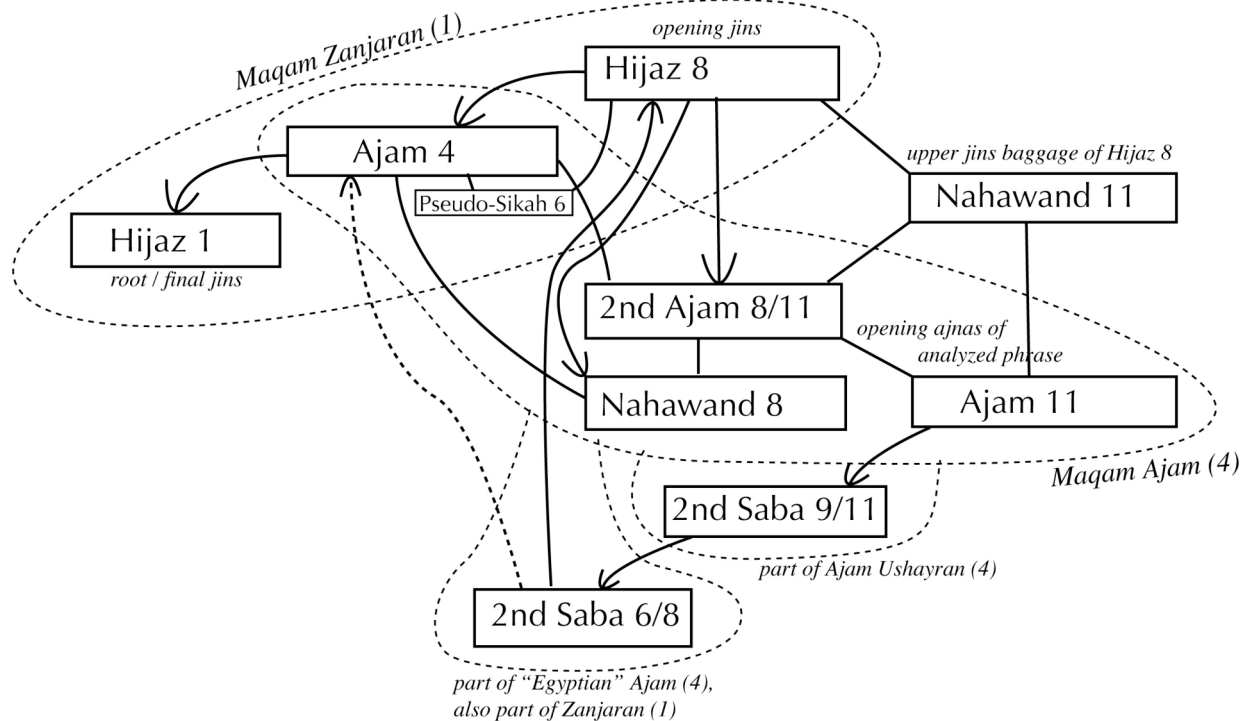 Maqam Zanjaran (1)
opening jins
Hijaz 8
Ajam 4
upper jins baggage of Hijaz 8
Pseudo-Sikah 6
Nahawand 11
Hijaz 1
root / final jins
2nd Ajam 8/11
opening ajnas of
analyzed phrase
Nahawand 8
Ajam 11
Maqam Ajam (4)
2nd Saba 9/11
part of Ajam Ushayran (4)
2nd Saba 6/8
part of “Egyptian” Ajam (4),
also part of Zanjaran (1)